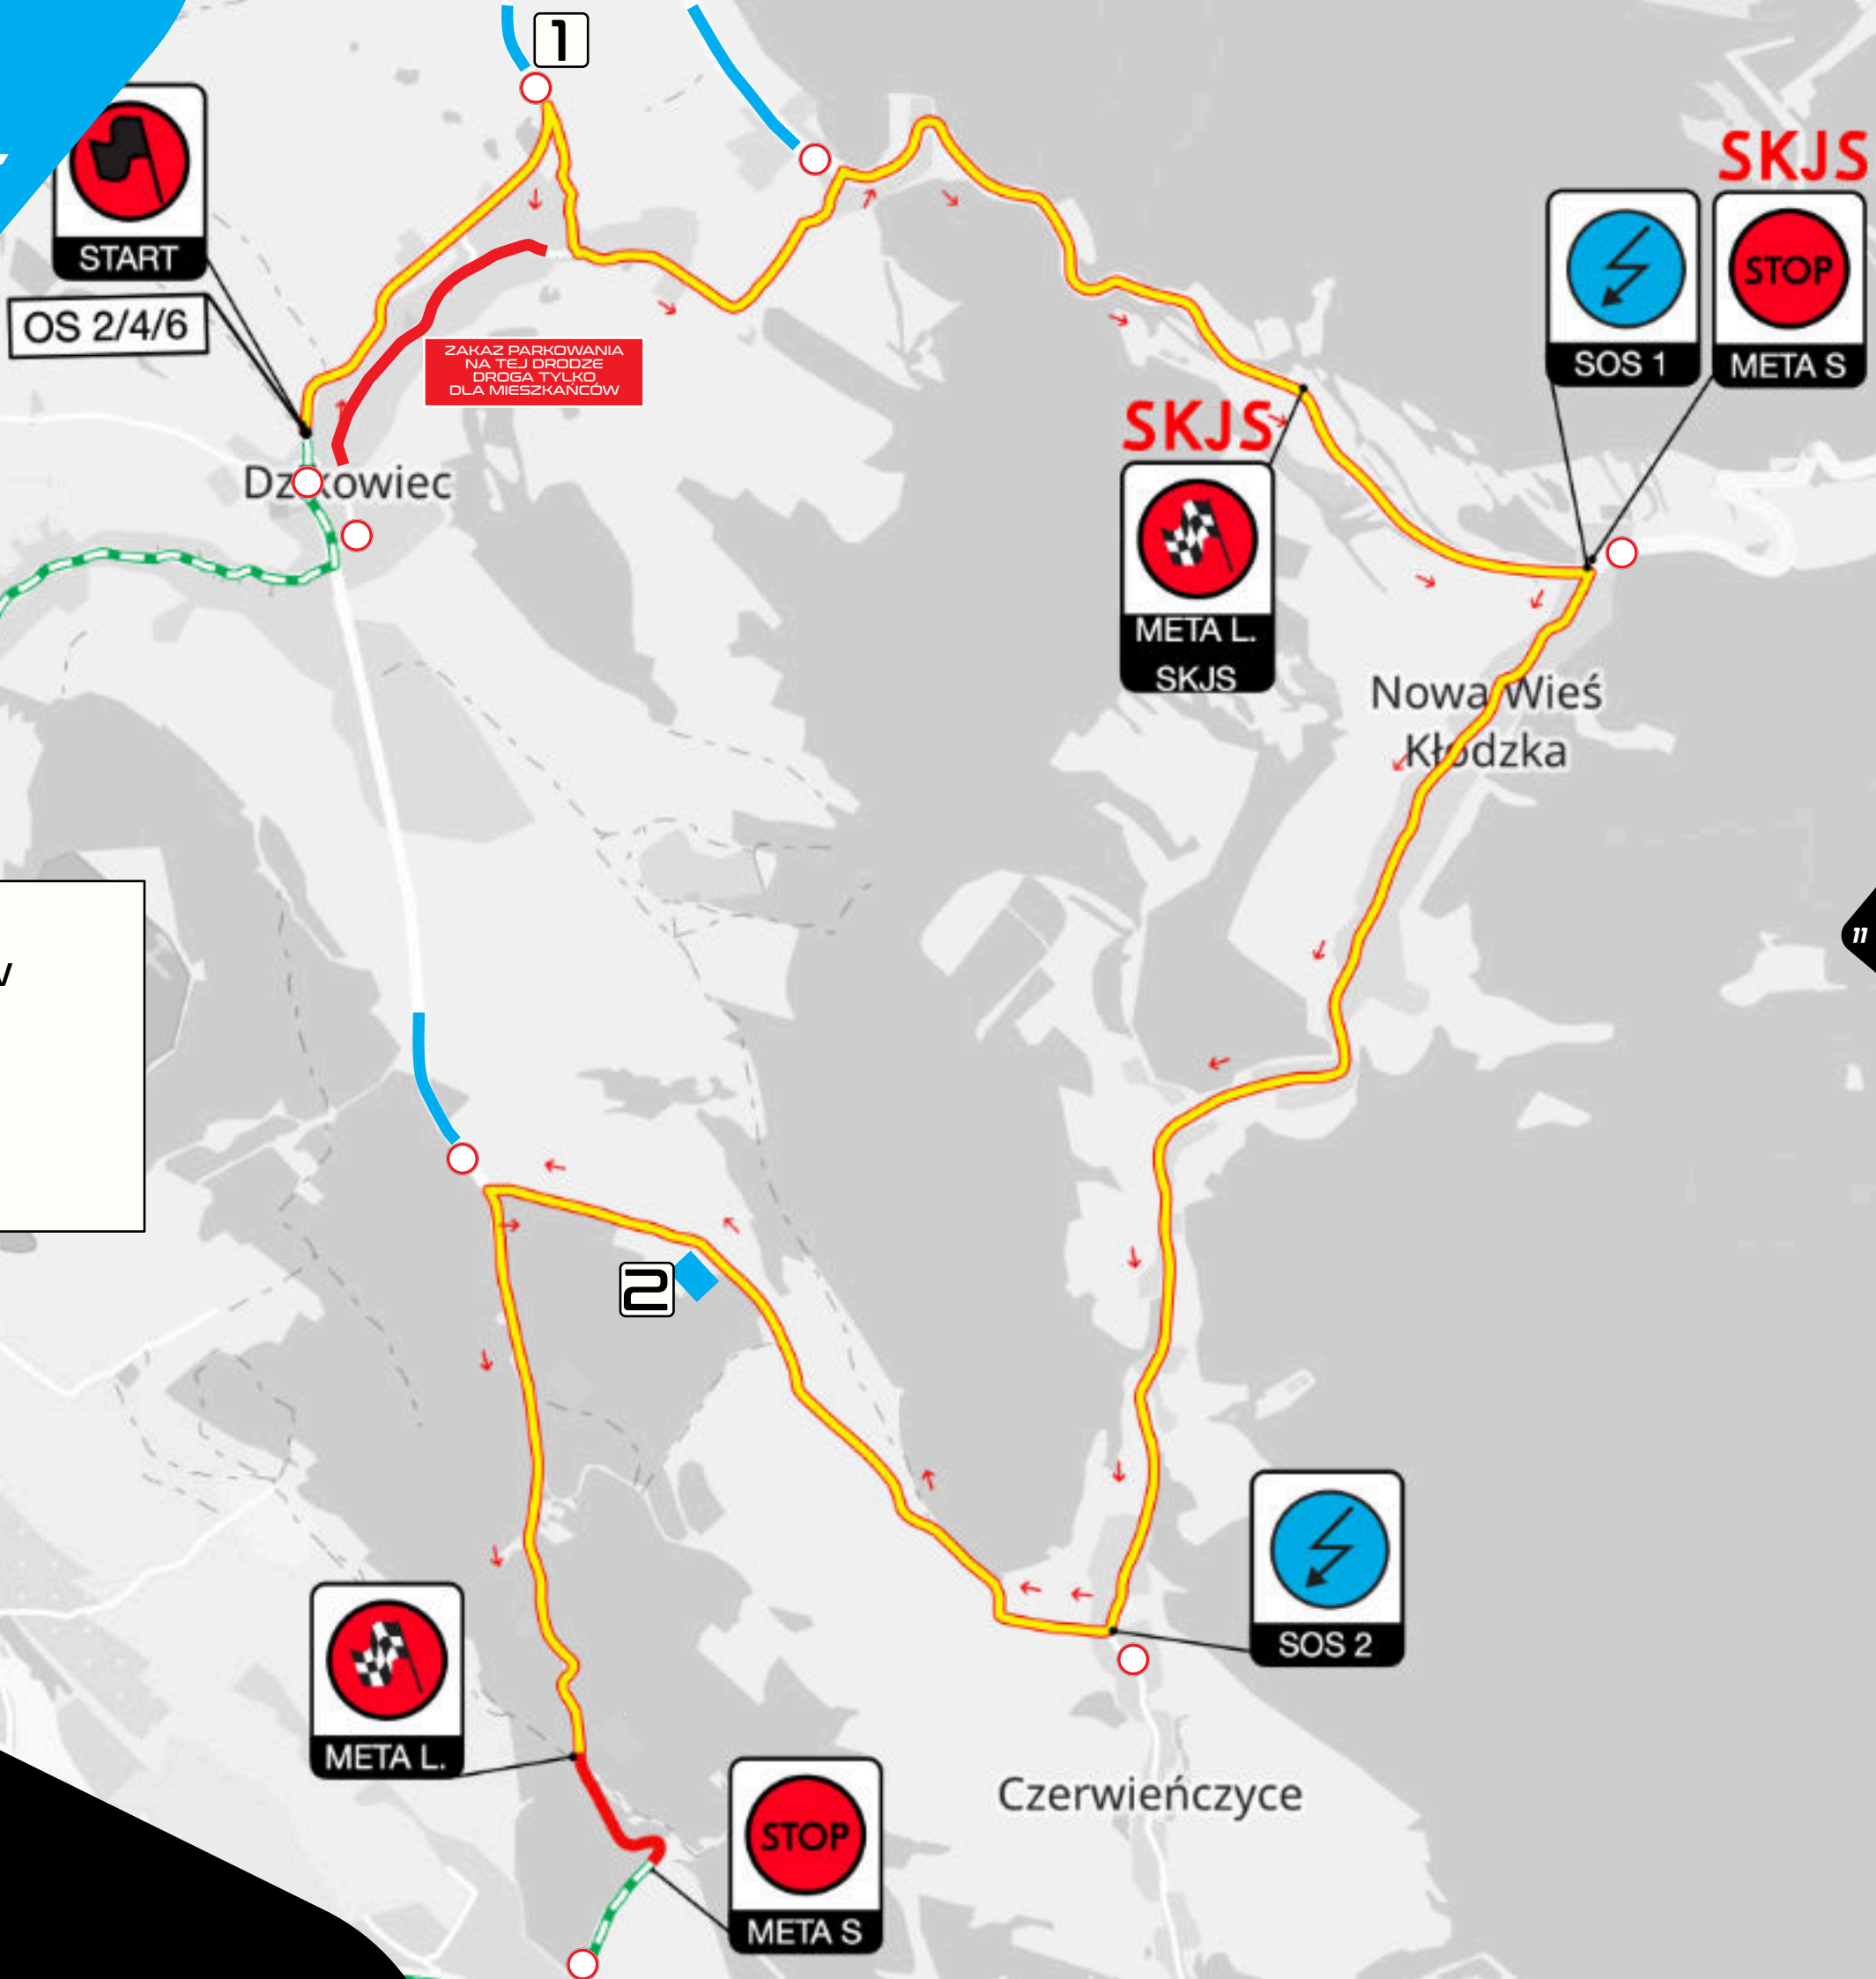 1
START
OS 2/4/6
SKJS
SOS 1
STOP
META S
ZAKAZ PARKOWANIA
NA TEJ DRODZE
DROGA TYLKO
DLA MIESZKAŃCÓW
SKJS
META L.
SKJS
Nowa Wieś
Kłodzka
11
2
SOS 2
META L.
Czerwieńczyce
STOP
META S